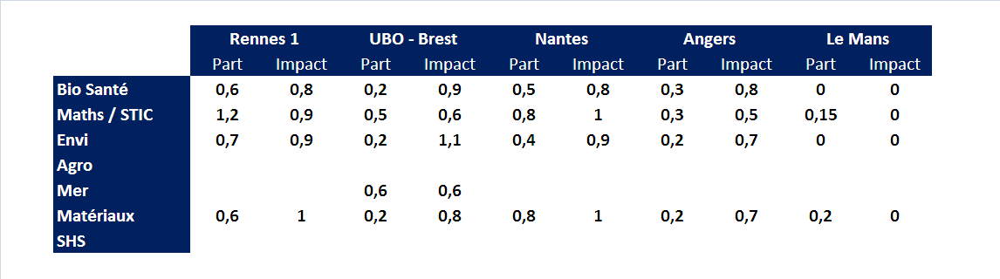 Rennes 1 UBO - Brest Nantes Angers Le Mans
Part Impact Part Impact Part Impact Part Impact Part Impact
Bio Santé 0,6 0,8 0,2 0,9 0,5 0,8 0,3 0,8 0 0
Maths / STIC 1,2 0,9 0,5 0,6 0,8 1 0,3 0,5 0,15 0
Envi 0,7 0,9 0,2 1,1 0,4 0,9 0,2 0,7 0 0
Agro
Mer 0,6 0,6
Matériaux 0,6 1 0,2 0,8 0,8 1 0,2 0,7 0,2 0
SHS